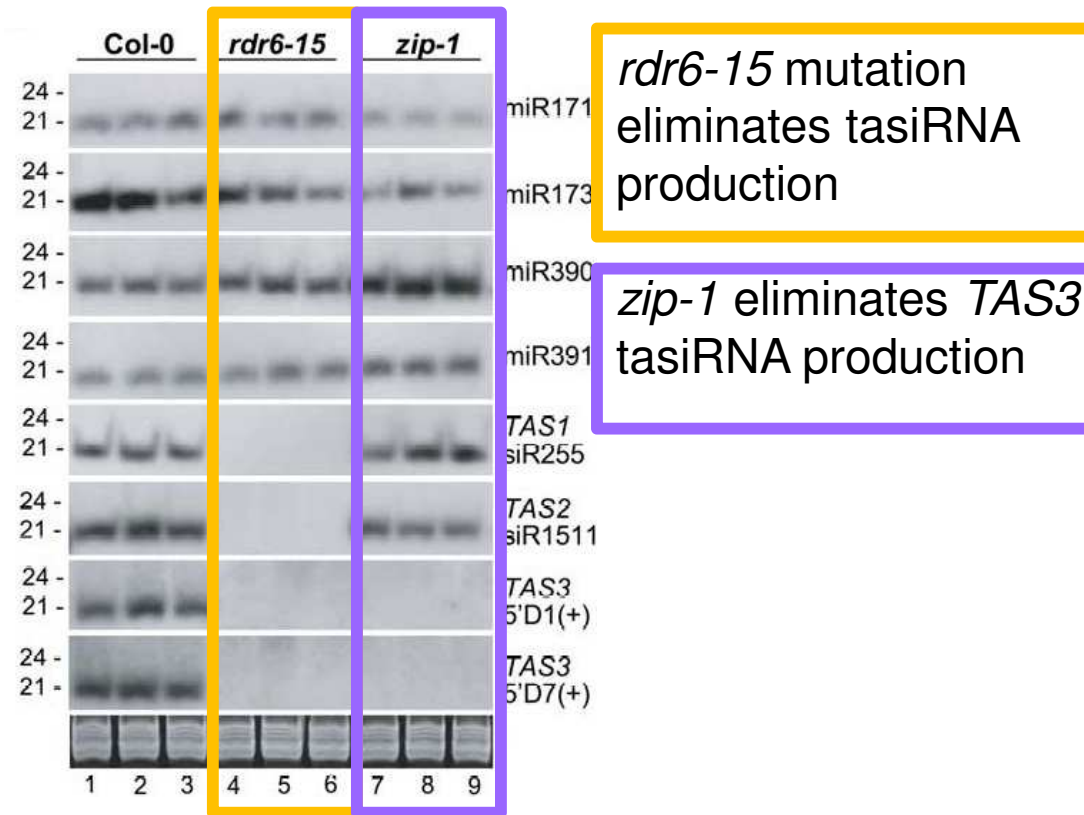 Col-0 rdr6-15 zip-1
24 -
21 -
miR171
24 -
21 -
miR173
24 -
21 -
miR390
24 -
21 -
miR391
24 -
21 -
TAS1
siR255
24 -
21 -
TAS2
siR1511
24 -
21 -
TAS3
5'D1(+)
24 -
21 -
TAS3
5'D7(+)
1 2 3 4 5 6 7 8 9
rdr6-15 mutation
eliminates tasiRNA
production
zip-1 eliminates TAS3
tasiRNA production